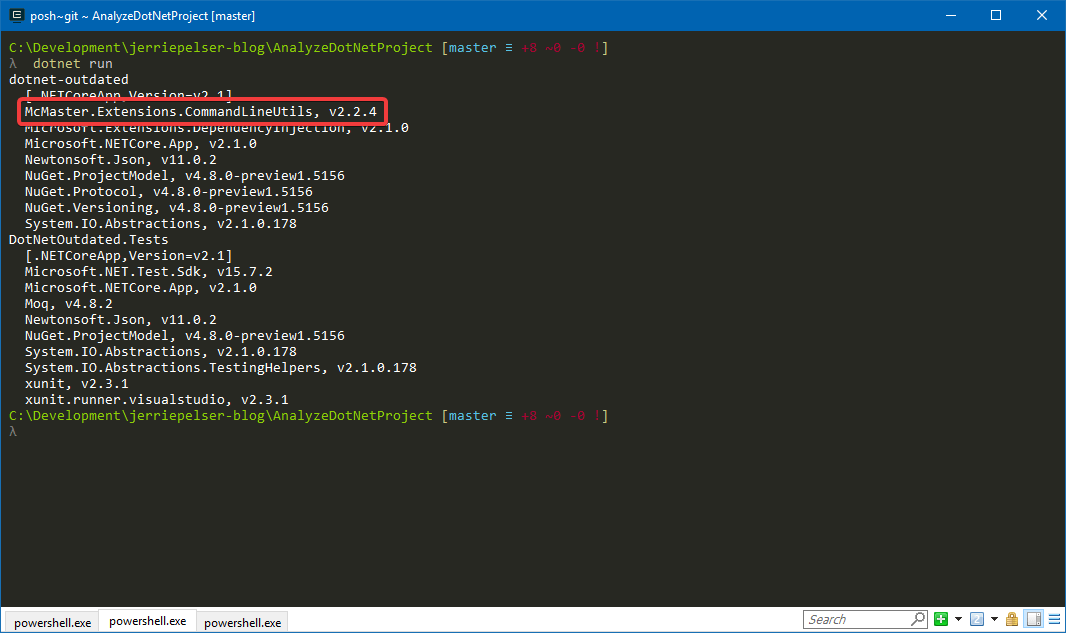 posh~git ~ AnalyzeDotNetProject [master]
C:\Development\jerriepelser-blog\AnalyzeDotNetProject [master ≡ +8 ~0 -0 !]
λ  dotnet run
dotnet-outdated
  [.NETCoreApp,Version=v2.1]
  McMaster.Extensions.CommandLineUtils, v2.2.4
  Microsoft.Extensions.DependencyInjection, v2.1.0
  Microsoft.NETCore.App, v2.1.0
  Newtonsoft.Json, v11.0.2
  NuGet.ProjectModel, v4.8.0-preview1.5156
  NuGet.Protocol, v4.8.0-preview1.5156
  NuGet.Versioning, v4.8.0-preview1.5156
  System.IO.Abstractions, v2.1.0.178
DotNetOutdated.Tests
  [.NETCoreApp,Version=v2.1]
  Microsoft.NET.Test.Sdk, v15.7.2
  Microsoft.NETCore.App, v2.1.0
  Moq, v4.8.2
  Newtonsoft.Json, v11.0.2
  NuGet.ProjectModel, v4.8.0-preview1.5156
  System.IO.Abstractions, v2.1.0.178
  System.IO.Abstractions.TestingHelpers, v2.1.0.178
  xunit, v2.3.1
  xunit.runner.visualstudio, v2.3.1
C:\Development\jerriepelser-blog\AnalyzeDotNetProject [master ≡ +8 ~0 -0 !]
λ
powershell.exe powershell.exe powershell.exe Search